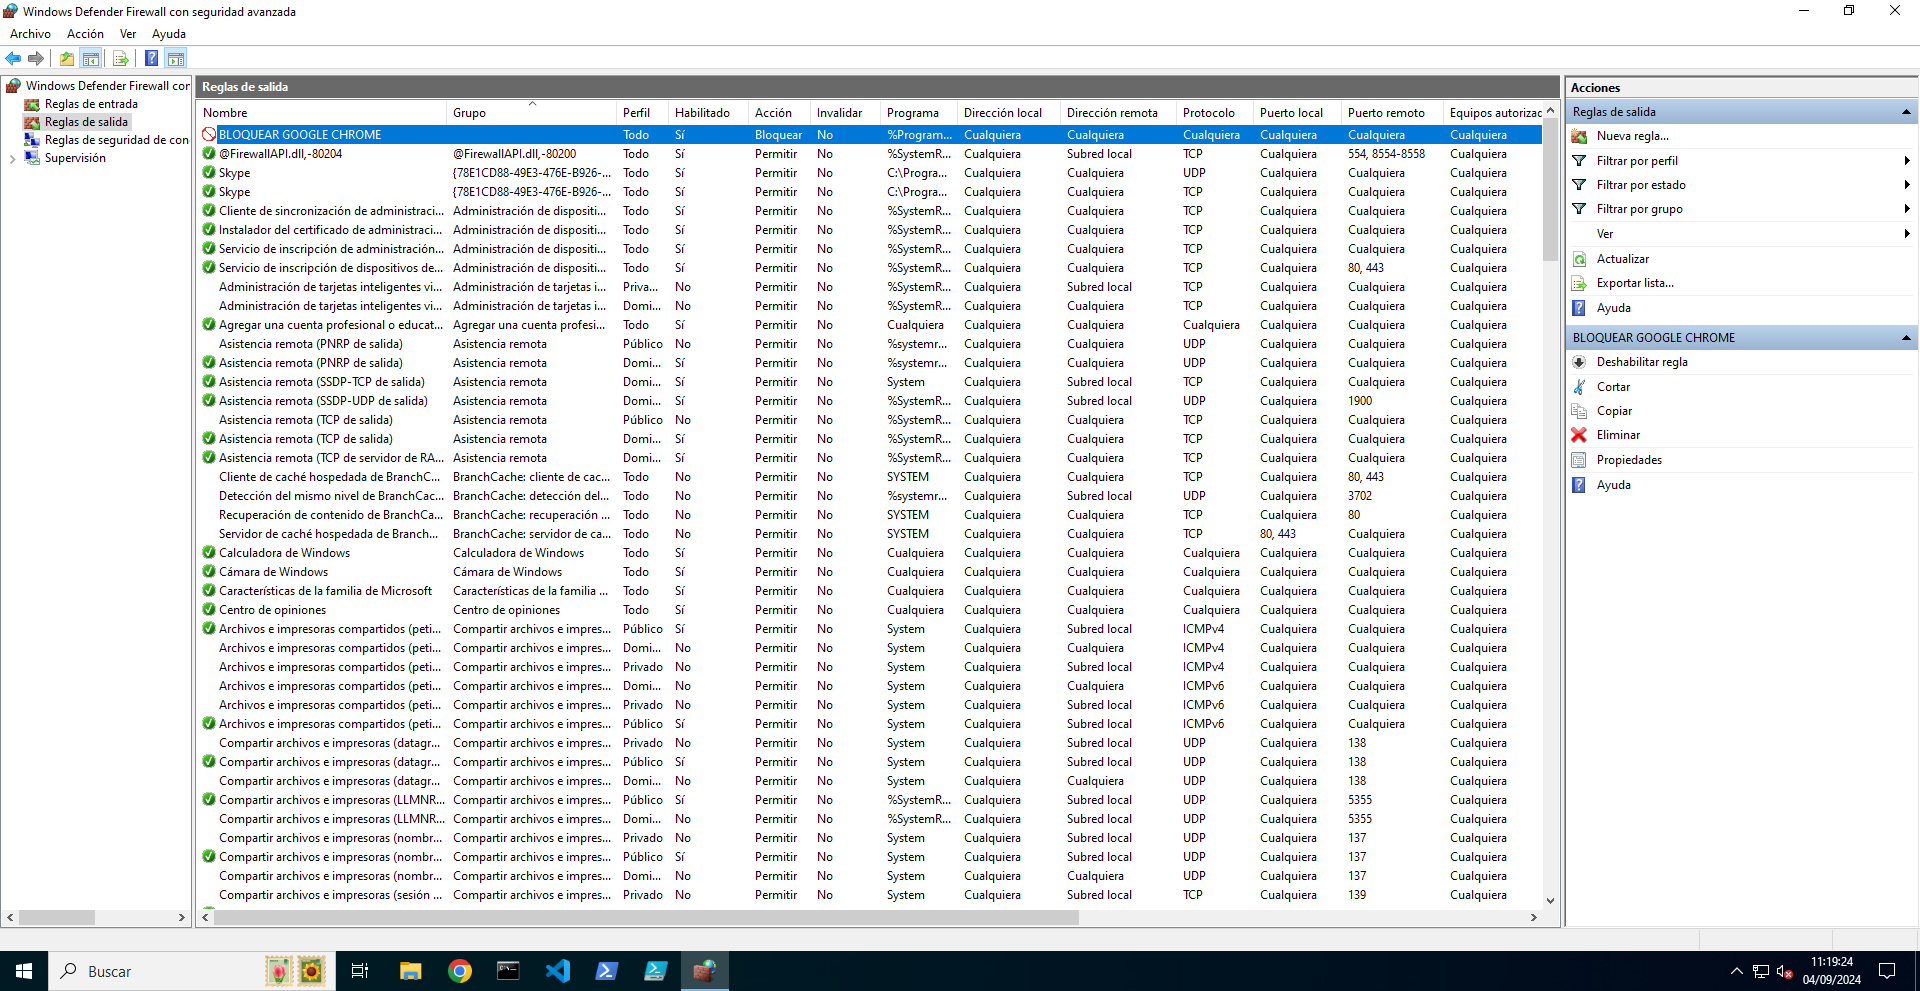 Windows Defender Firewall con seguridad avanzada
Archivo Acción Ver Ayuda
Windows Defender Firewall cor
Reglas de entrada
Reglas de salida
Reglas de seguridad de con
Supervisión
Reglas de salida
Nombre Grupo Perfil Habilitado Acción Invalidar Programa Dirección local Dirección remota Protocolo Puerto local Puerto remoto Equipos autorizac
BLOQUEAR GOOGLE CHROME Todo Sí Bloquear No %Program... Cualquiera Cualquiera Cualquiera Cualquiera Cualquiera Cualquiera
@FirewallAPI.dll,-80204 @FirewallAPI.dll,-80200 Todo Sí Permitir No %SystemR... Cualquiera Subred local TCP Cualquiera 554, 8554-8558 Cualquiera
Skype {78E1CD88-49E3-476E-B926-... Todo Sí Permitir No C:\Progra... Cualquiera Cualquiera UDP Cualquiera Cualquiera Cualquiera
Skype {78E1CD88-49E3-476E-B926-... Todo Sí Permitir No C:\Progra... Cualquiera Cualquiera TCP Cualquiera Cualquiera Cualquiera
Cliente de sincronización de administraci... Administración de dispositi... Todo Sí Permitir No %SystemR... Cualquiera Cualquiera TCP Cualquiera Cualquiera Cualquiera
Instalador del certificado de administraci... Administración de dispositi... Todo Sí Permitir No %SystemR... Cualquiera Cualquiera TCP Cualquiera Cualquiera Cualquiera
Servicio de inscripción de administración... Administración de dispositi... Todo Sí Permitir No %SystemR... Cualquiera Cualquiera TCP Cualquiera Cualquiera Cualquiera
Servicio de inscripción de dispositivos de... Administración de dispositi... Todo Sí Permitir No %SystemR... Cualquiera Cualquiera TCP Cualquiera 80, 443 Cualquiera
Administración de tarjetas inteligentes vi... Administración de tarjetas i... Priva... No Permitir No %SystemR... Cualquiera Subred local TCP Cualquiera Cualquiera Cualquiera
Administración de tarjetas inteligentes vi... Administración de tarjetas i... Domi... No Permitir No %SystemR... Cualquiera Cualquiera TCP Cualquiera Cualquiera Cualquiera
Agregar una cuenta profesional o educat... Agregar una cuenta profesi... Todo Sí Permitir No Cualquiera Cualquiera Cualquiera Cualquiera Cualquiera Cualquiera Cualquiera
Asistencia remota (PNRP de salida) Asistencia remota Público No Permitir No %systemr... Cualquiera Cualquiera UDP Cualquiera Cualquiera Cualquiera
Asistencia remota (PNRP de salida) Asistencia remota Domi... Sí Permitir No %systemr... Cualquiera Cualquiera UDP Cualquiera Cualquiera Cualquiera
Asistencia remota (SSDP-TCP de salida) Asistencia remota Domi... Sí Permitir No System Cualquiera Subred local TCP Cualquiera Cualquiera Cualquiera
Asistencia remota (SSDP-UDP de salida) Asistencia remota Domi... Sí Permitir No %SystemR... Cualquiera Subred local UDP Cualquiera 1900 Cualquiera
Asistencia remota (TCP de salida) Asistencia remota Público No Permitir No %SystemR... Cualquiera Cualquiera TCP Cualquiera Cualquiera Cualquiera
Asistencia remota (TCP de salida) Asistencia remota Domi... Sí Permitir No %SystemR... Cualquiera Cualquiera TCP Cualquiera Cualquiera Cualquiera
Asistencia remota (TCP de servidor de RA... Asistencia remota Domi... Sí Permitir No %SystemR... Cualquiera Cualquiera TCP Cualquiera Cualquiera Cualquiera
Cliente de caché hospedada de BranchC... BranchCache: cliente de cac... Todo No Permitir No SYSTEM Cualquiera Cualquiera TCP Cualquiera 80, 443 Cualquiera
Detección del mismo nivel de BranchCac... BranchCache: detección del... Todo No Permitir No %systemr... Cualquiera Subred local UDP Cualquiera 3702 Cualquiera
Recuperación de contenido de BranchCa... BranchCache: recuperación ... Todo No Permitir No SYSTEM Cualquiera Cualquiera TCP Cualquiera 80 Cualquiera
Servidor de caché hospedada de Branch... BranchCache: servidor de ca... Todo No Permitir No SYSTEM Cualquiera Cualquiera TCP 80, 443 Cualquiera Cualquiera
Calculadora de Windows Calculadora de Windows Todo Sí Permitir No Cualquiera Cualquiera Cualquiera Cualquiera Cualquiera Cualquiera Cualquiera
Cámara de Windows Cámara de Windows Todo Sí Permitir No Cualquiera Cualquiera Cualquiera Cualquiera Cualquiera Cualquiera Cualquiera
Características de la familia de Microsoft Características de la familia ... Todo Sí Permitir No Cualquiera Cualquiera Cualquiera Cualquiera Cualquiera Cualquiera Cualquiera
Centro de opiniones Centro de opiniones Todo Sí Permitir No Cualquiera Cualquiera Cualquiera Cualquiera Cualquiera Cualquiera Cualquiera
Archivos e impresoras compartidos (peti... Compartir archivos e impres... Público Sí Permitir No System Cualquiera Subred local ICMPv4 Cualquiera Cualquiera Cualquiera
Archivos e impresoras compartidos (peti... Compartir archivos e impres... Domi... No Permitir No System Cualquiera Cualquiera ICMPv4 Cualquiera Cualquiera Cualquiera
Archivos e impresoras compartidos (peti... Compartir archivos e impres... Privado No Permitir No System Cualquiera Subred local ICMPv4 Cualquiera Cualquiera Cualquiera
Archivos e impresoras compartidos (peti... Compartir archivos e impres... Domi... No Permitir No System Cualquiera Cualquiera ICMPv6 Cualquiera Cualquiera Cualquiera
Archivos e impresoras compartidos (peti... Compartir archivos e impres... Privado No Permitir No System Cualquiera Subred local ICMPv6 Cualquiera Cualquiera Cualquiera
Archivos e impresoras compartidos (peti... Compartir archivos e impres... Público Sí Permitir No System Cualquiera Subred local ICMPv6 Cualquiera Cualquiera Cualquiera
Compartir archivos e impresoras (datagr... Compartir archivos e impres... Privado No Permitir No System Cualquiera Subred local UDP Cualquiera 138 Cualquiera
Compartir archivos e impresoras (datagr... Compartir archivos e impres... Público Sí Permitir No System Cualquiera Subred local UDP Cualquiera 138 Cualquiera
Compartir archivos e impresoras (datagr... Compartir archivos e impres... Domi... No Permitir No System Cualquiera Cualquiera UDP Cualquiera 138 Cualquiera
Compartir archivos e impresoras (LLMNR... Compartir archivos e impres... Público Sí Permitir No %SystemR... Cualquiera Subred local UDP Cualquiera 5355 Cualquiera
Compartir archivos e impresoras (LLMNR... Compartir archivos e impres... Domi... No Permitir No %SystemR... Cualquiera Subred local UDP Cualquiera 5355 Cualquiera
Compartir archivos e impresoras (nombr... Compartir archivos e impres... Privado No Permitir No System Cualquiera Subred local UDP Cualquiera 137 Cualquiera
Compartir archivos e impresoras (nombr... Compartir archivos e impres... Público Sí Permitir No System Cualquiera Subred local UDP Cualquiera 137 Cualquiera
Compartir archivos e impresoras (nombr... Compartir archivos e impres... Domi... No Permitir No System Cualquiera Cualquiera UDP Cualquiera 137 Cualquiera
Compartir archivos e impresoras (sesión ... Compartir archivos e impres... Privado No Permitir No System Cualquiera Subred local TCP Cualquiera 139 Cualquiera
Acciones
Reglas de salida
Nueva regla...
Filtrar por perfil
Filtrar por estado
Filtrar por grupo
Ver
Actualizar
Exportar lista...
Ayuda
BLOQUEAR GOOGLE CHROME
Deshabilitar regla
Cortar
Copiar
Eliminar
Propiedades
Ayuda
Buscar
11:19:24
04/09/2024